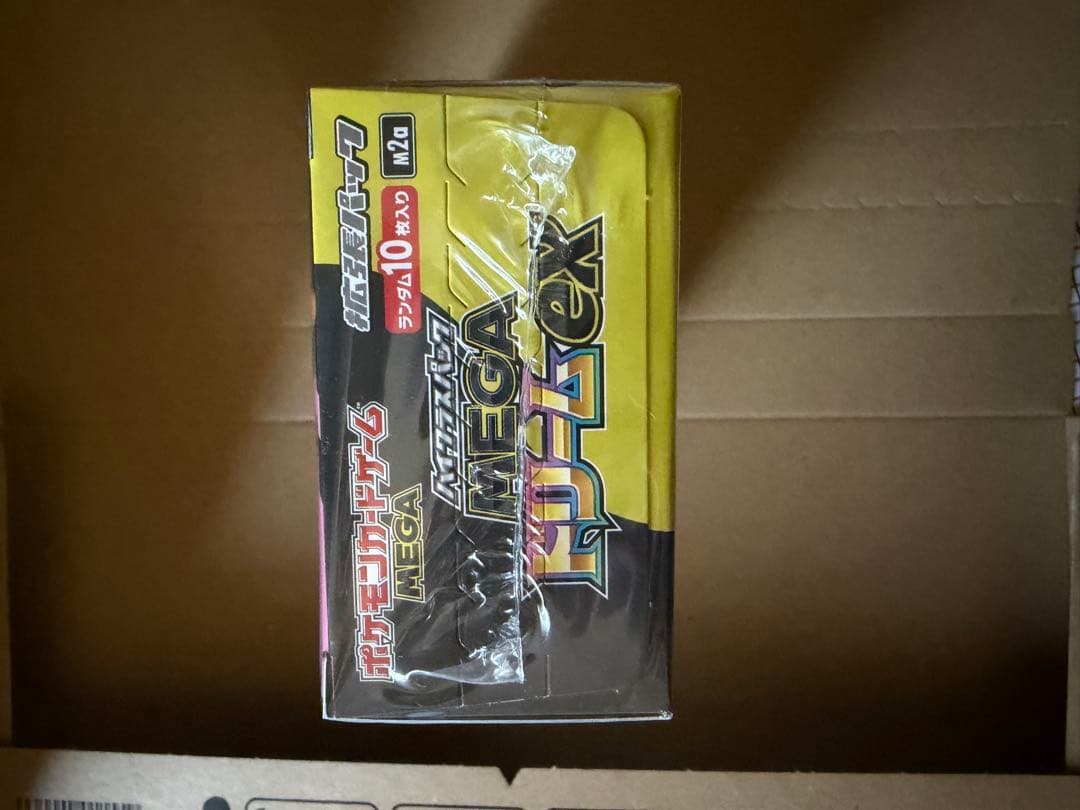 拡張パック
M2a
ランダム10枚入り
ポケモンカードゲーム
MEGA
ハイクラスパック
MEGA
ドリームex